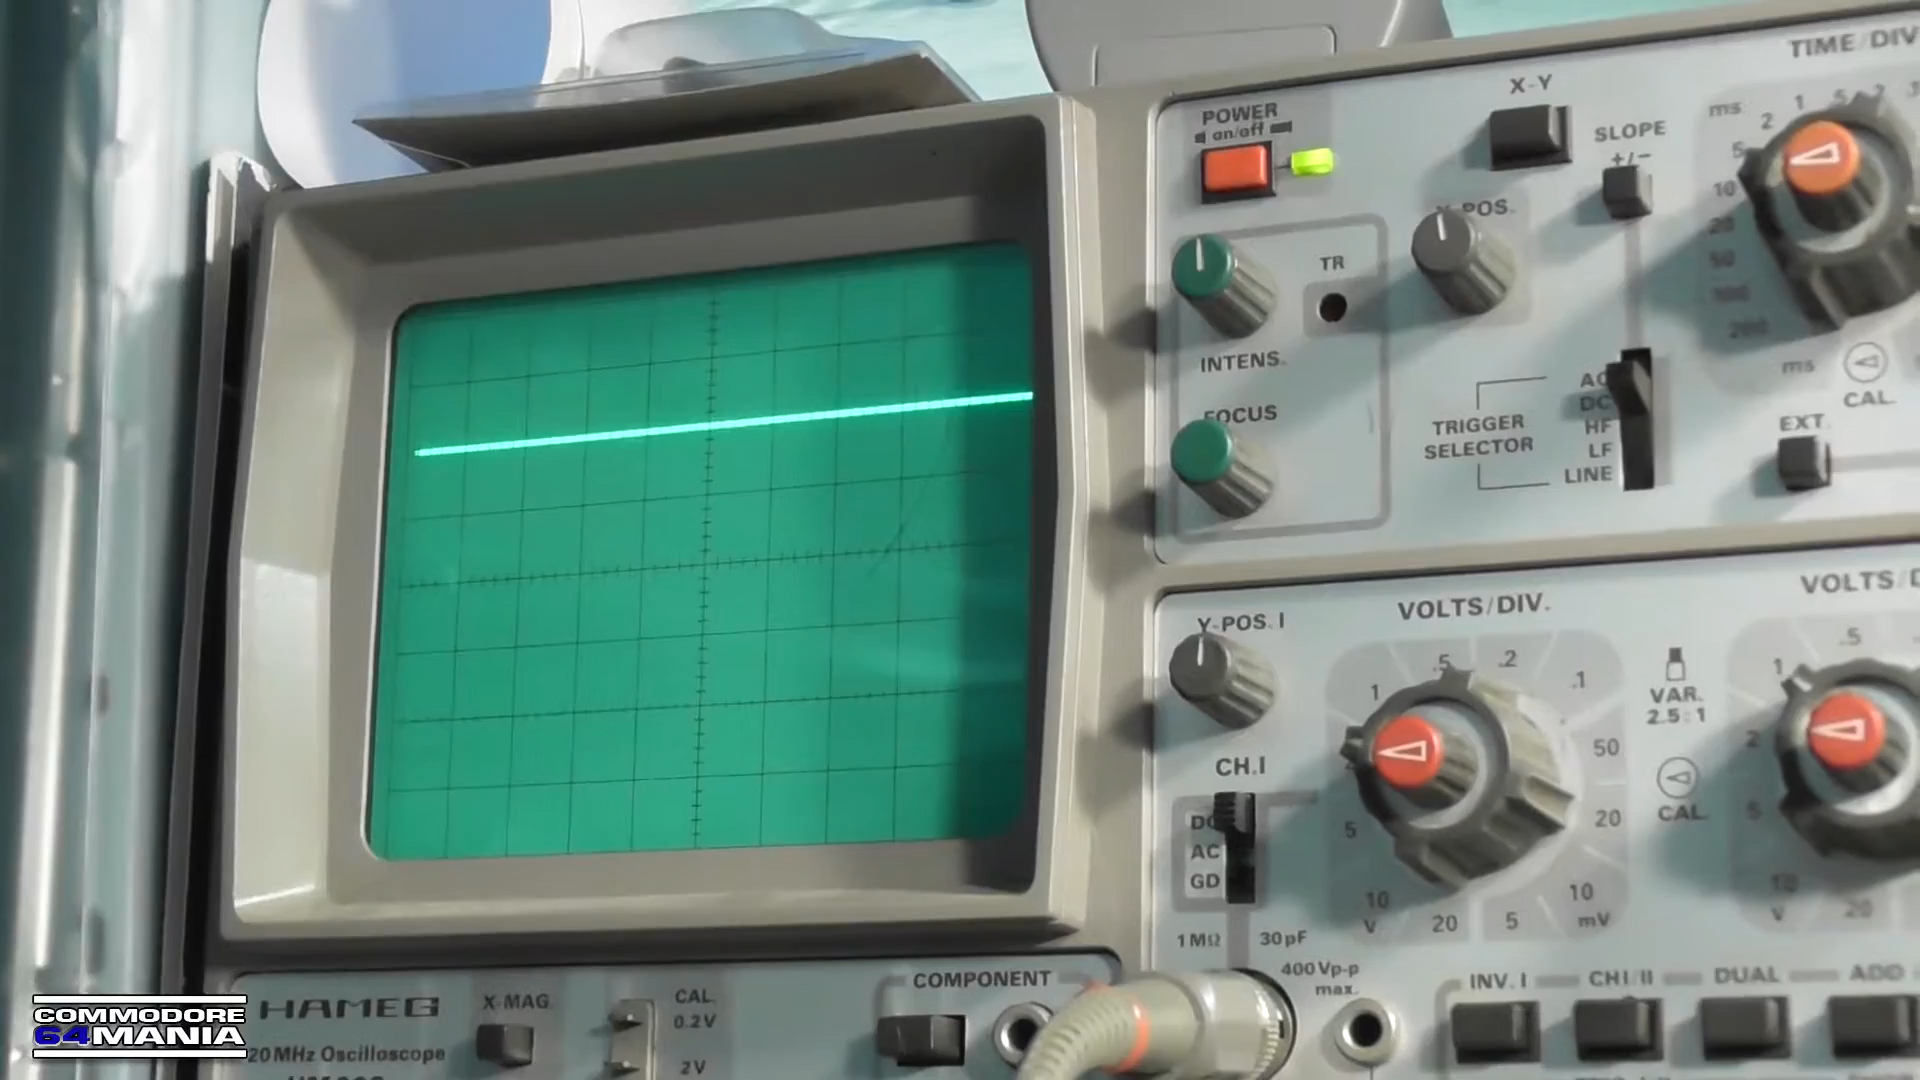 TIME/DIV
X-Y
POWER
on/off
SLOPE
+/-
ms
2
1
.5
.2
5
10
20
50
ms
X-POS.
TR
INTENS.
FOCUS
TRIGGER
SELECTOR
AC
DC
HF
LF
LINE
CAL.
EXT.
Y-POS. I
VOLTS/DIV.
.5
.2
.1
1
50
20
10
mV
5
20
10
V
5
VAR.
2.5:1
CAL.
VOLTS/D
.5
1
2
5
10
V
20
CH.I
DC
AC
GD
1MΩ
30pF
400Vp-p
max.
COMPONENT
INV. I
CHI/II
DUAL
ADD
HAMEG
20MHz Oscilloscope
X-MAG.
CAL.
0.2V
2V
COMMODORE
64MANIA